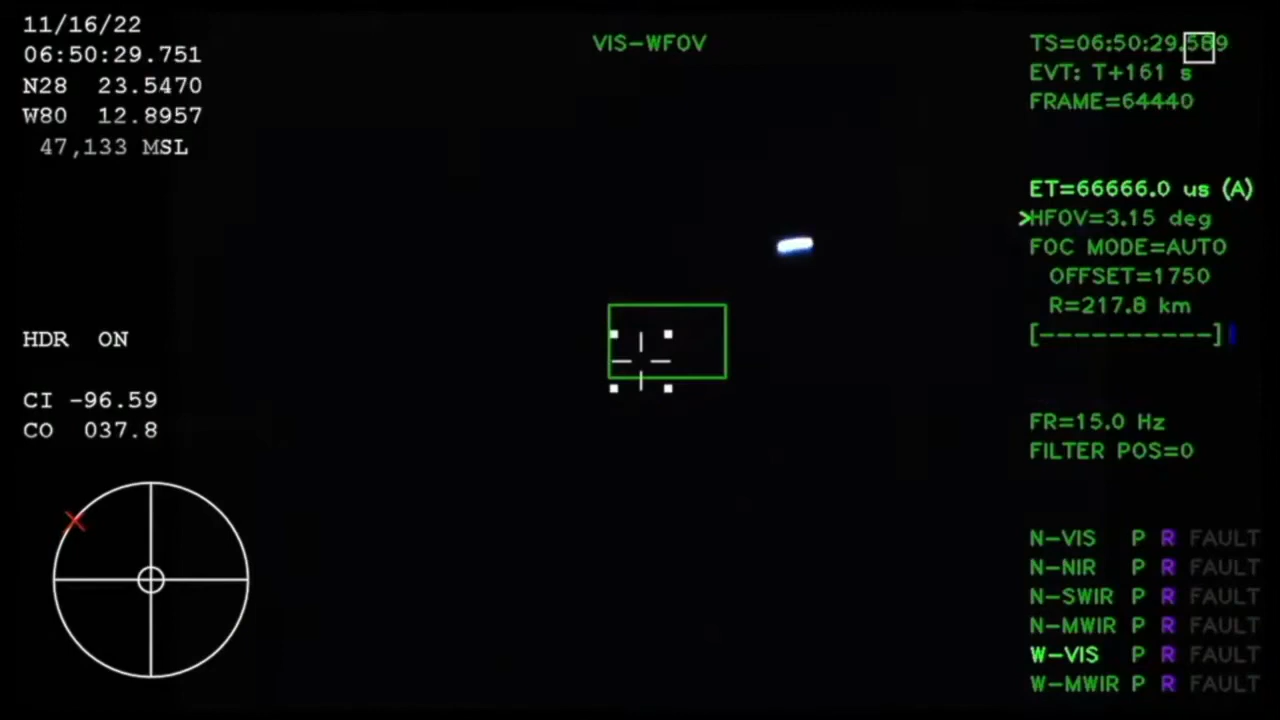 11/16/22
06:50:29.751
N28  23.5470
W80  12.8957
47,133 MSL
HDR  ON
CI -96.59
CO  037.8
VIS-WFOV
TS=06:50:29.589
EVT: T+161 s
FRAME=64440
ET=66666.0 us (A)
>HFOV=3.15 deg
FOC MODE=AUTO
OFFSET=1750
R=217.8 km
[-----------]
FR=15.0 Hz
FILTER POS=0
N-VIS P R FAULT
N-NIR P R FAULT
N-SWIR P R FAULT
N-MWIR P R FAULT
W-VIS P R FAULT
W-MWIR P R FAULT